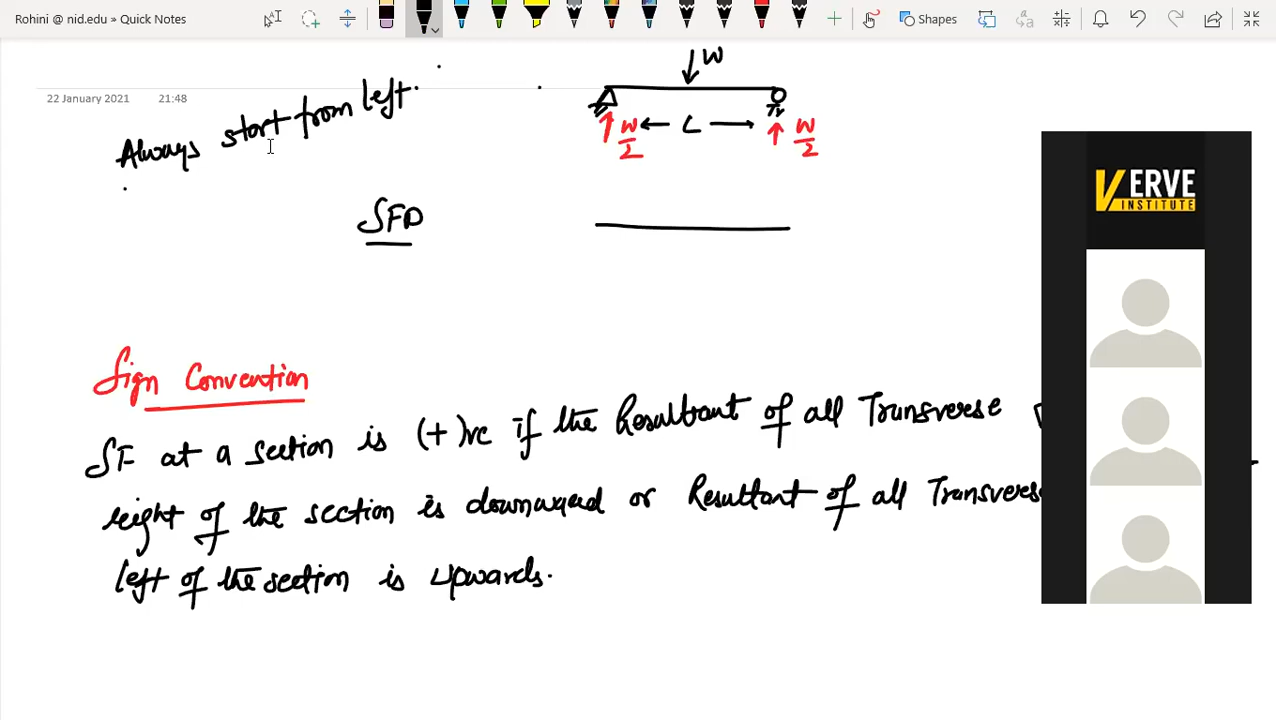 Rohini @ nid.edu » Quick Notes
Shapes
22 January 2021 21:48
Always start from left.
W
W/2 L W/2
VERVE
INSTITUTE
SFD
Sign Convention
SF at a section is (+)ve if the Resultant of all Transverse
right of the section is downward or Resultant of all Transverse
left of the section is upwards.